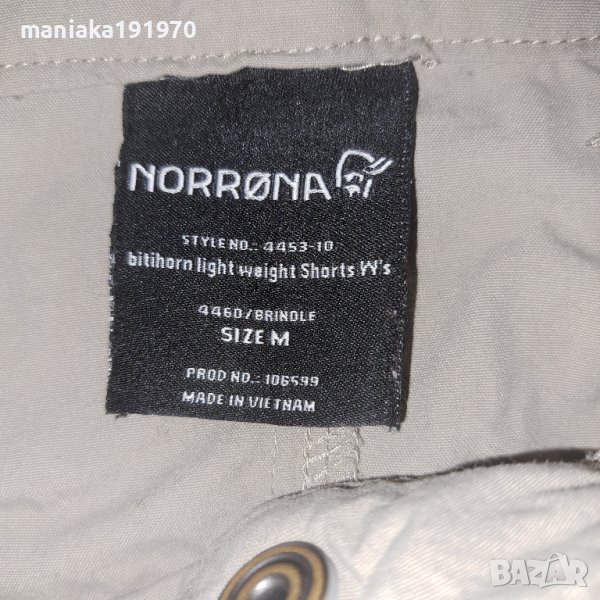 maniaka191970
NORRØNA
STYLE NO.: 4453-10
bitihorn light weight Shorts W's
4460/BRINDLE
SIZE M
PROD NO.: 106599
MADE IN VIETNAM
BAZAR